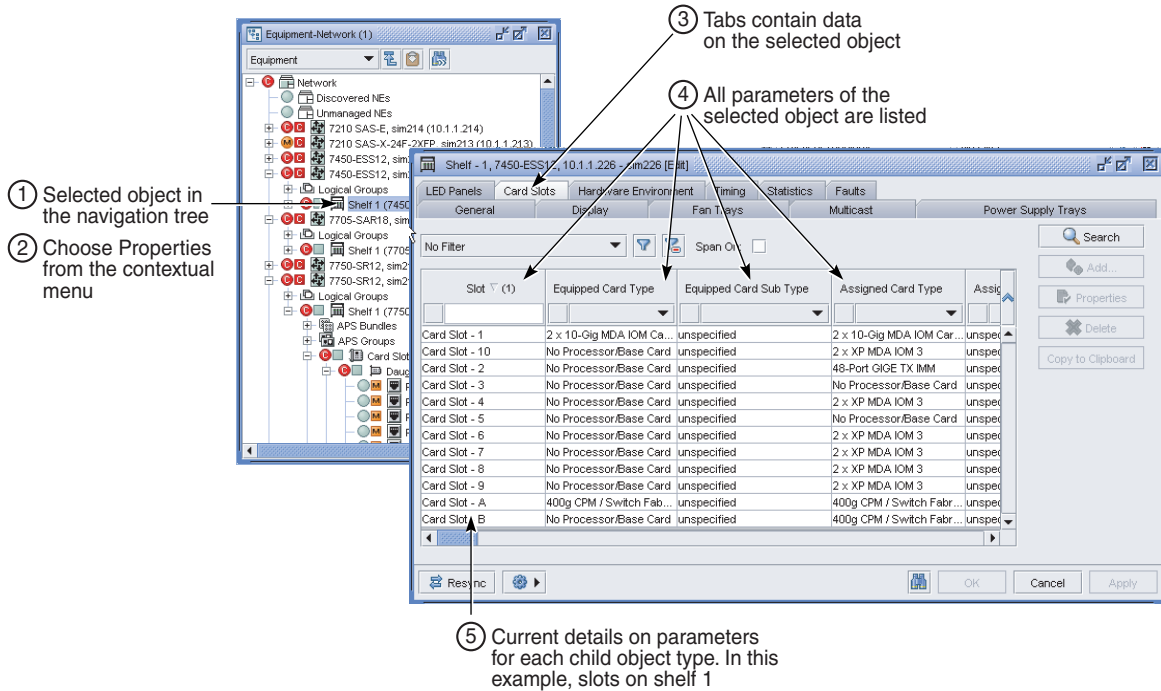 3 Tabs contain data
on the selected object
4 All parameters of the
selected object are listed
1 Selected object in
the navigation tree
2 Choose Properties
from the contextual
menu
Equipment-Network (1)
Equipment
Network
Discovered NEs
Unmanaged NEs
7210 SAS-E, sim214 (10.1.1.214)
7210 SAS-X-24F-2XFP, sim213 (10.1.1.213)
7450-ESS12, sim
7450-ESS12, sim
Logical Groups
Shelf 1 (7450
7705-SAR18, sim
Logical Groups
Shelf 1 (7705
7750-SR12, sim2
7750-SR12, sim2
Logical Groups
Shelf 1 (7750
APS Bundles
APS Groups
Card Slot
Daug
Shelf - 1, 7450-ESS12, 10.1.1.226 - sim226 [Edit]
LED Panels Card Slots Hardware Environment Timing Statistics Faults
General Display Fan Trays Multicast Power Supply Trays
No Filter Span On:
Search
Add...
Properties
Delete
Copy to Clipboard
Slot (1) Equipped Card Type Equipped Card Sub Type Assigned Card Type Assig
Card Slot - 1 2 x 10-Gig MDA IOM Ca... unspecified 2 x 10-Gig MDA IOM Car... unspec
Card Slot - 10 No Processor/Base Card unspecified 2 x XP MDA IOM 3 unspec
Card Slot - 2 No Processor/Base Card unspecified 48-Port GIGE TX IMM unspec
Card Slot - 3 No Processor/Base Card unspecified No Processor/Base Card unspec
Card Slot - 4 No Processor/Base Card unspecified 2 x XP MDA IOM 3 unspec
Card Slot - 5 No Processor/Base Card unspecified No Processor/Base Card unspec
Card Slot - 6 No Processor/Base Card unspecified 2 x XP MDA IOM 3 unspec
Card Slot - 7 No Processor/Base Card unspecified 2 x XP MDA IOM 3 unspec
Card Slot - 8 No Processor/Base Card unspecified 2 x XP MDA IOM 3 unspec
Card Slot - 9 No Processor/Base Card unspecified 2 x XP MDA IOM 3 unspec
Card Slot - A 400g CPM / Switch Fab... unspecified 400g CPM / Switch Fabr... unspec
Card Slot - B No Processor/Base Card unspecified 400g CPM / Switch Fabr... unspec
Resync OK Cancel Apply
5 Current details on parameters
for each child object type. In this
example, slots on shelf 1